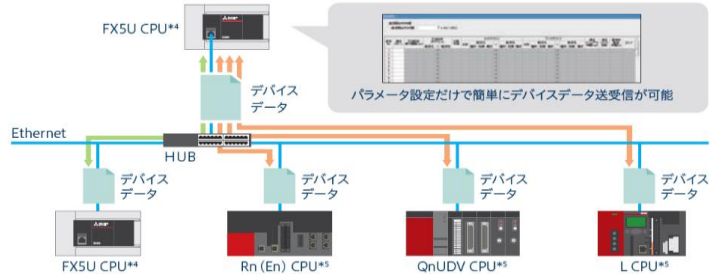 FX5U CPU*4
パラメータ設定だけで簡単にデバイスデータ送受信が可能
デバイス
データ
Ethernet
HUB
デバイス
データ
デバイス
データ
デバイス
データ
デバイス
データ
FX5U CPU*4
Rn (En) CPU*5
QnUDV CPU*5
L CPU*5